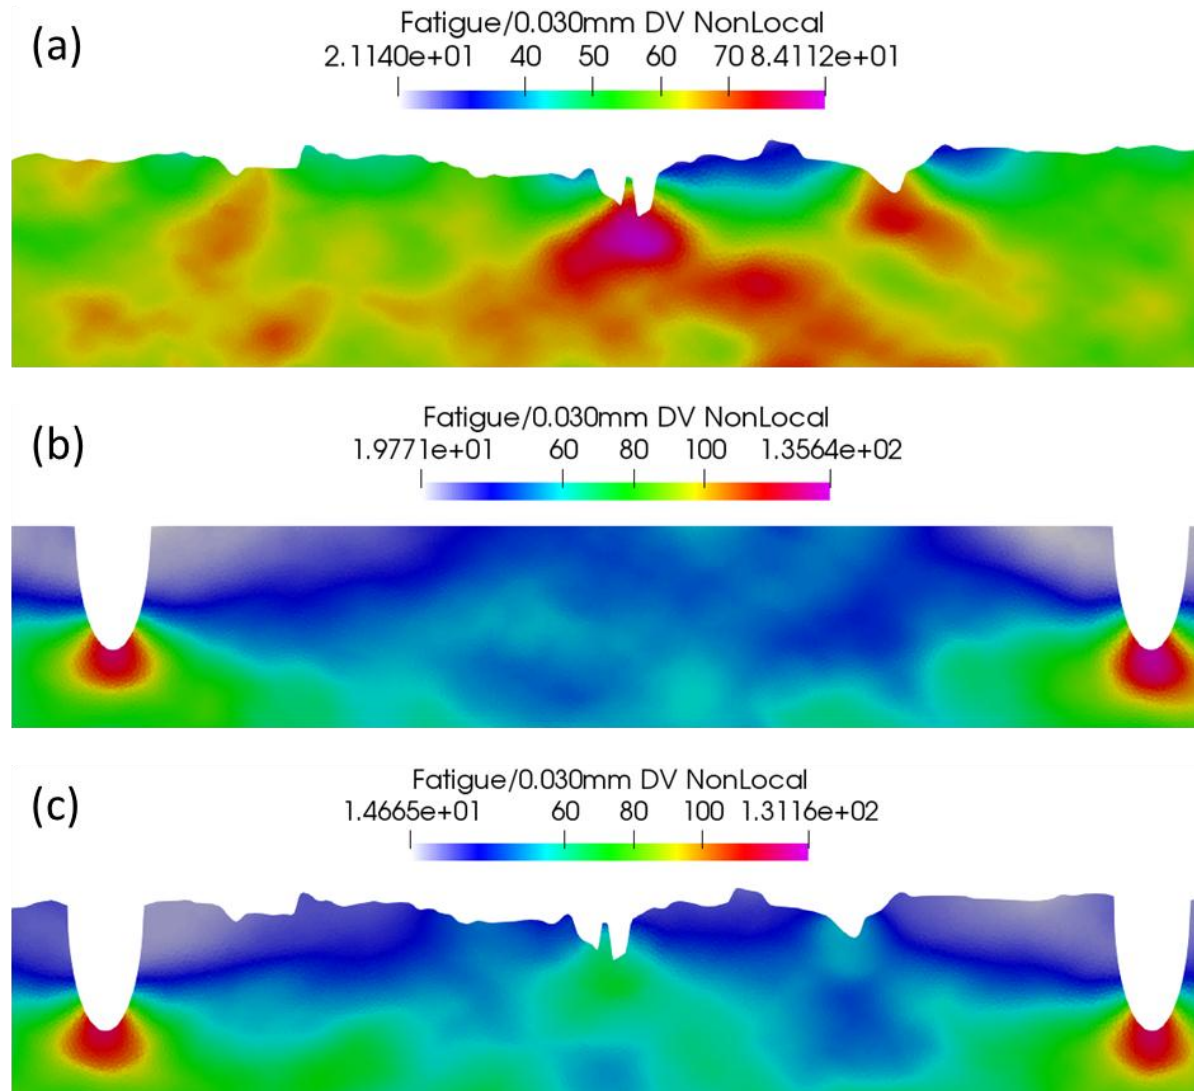 (a)
Fatigue/0.030mm DV NonLocal
2.1140e+01 40 50 60 70 8.4112e+01
(b)
Fatigue/0.030mm DV NonLocal
1.9771e+01 60 80 100 1.3564e+02
(c)
Fatigue/0.030mm DV NonLocal
1.4665e+01 60 80 100 1.3116e+02